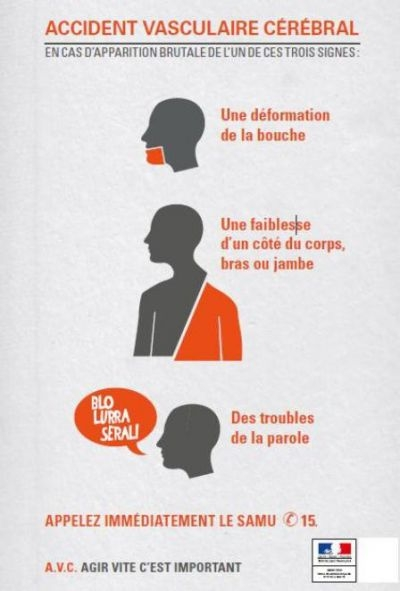 ACCIDENT VASCULAIRE CÉRÉBRAL
EN CAS D'APPARITION BRUTALE DE L'UN DE CES TROIS SIGNES :
Une déformation
de la bouche
Une faiblesse
d'un côté du corps,
bras ou jambe
BLO
LURRA
SERALI
Des troubles
de la parole
APPELEZ IMMÉDIATEMENT LE SAMU ✆ 15.
A.V.C. AGIR VITE C'EST IMPORTANT